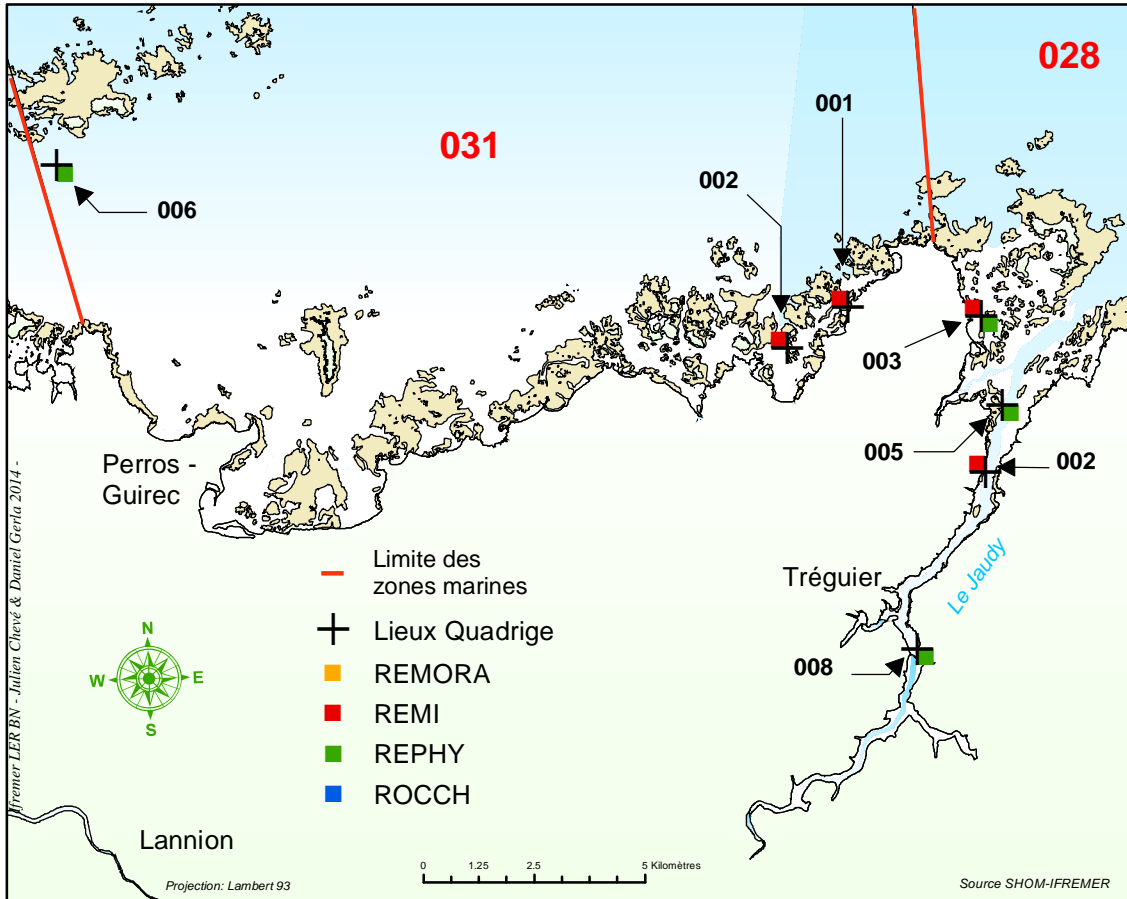 028
001
031
002
006
003
005
002
Perros -
Guirec
Limite des
zones marines
Tréguier
Le Jaudy
Lieux Quadrige
008
REMORA
REMI
REPHY
ROCCH
N
W
E
S
Lannion
0 1.25 2.5 5 Kilomètres
Projection: Lambert 93
Source SHOM-IFREMER
Ifremer LER BN - Julien Chevé & Daniel Gerla 2014 -